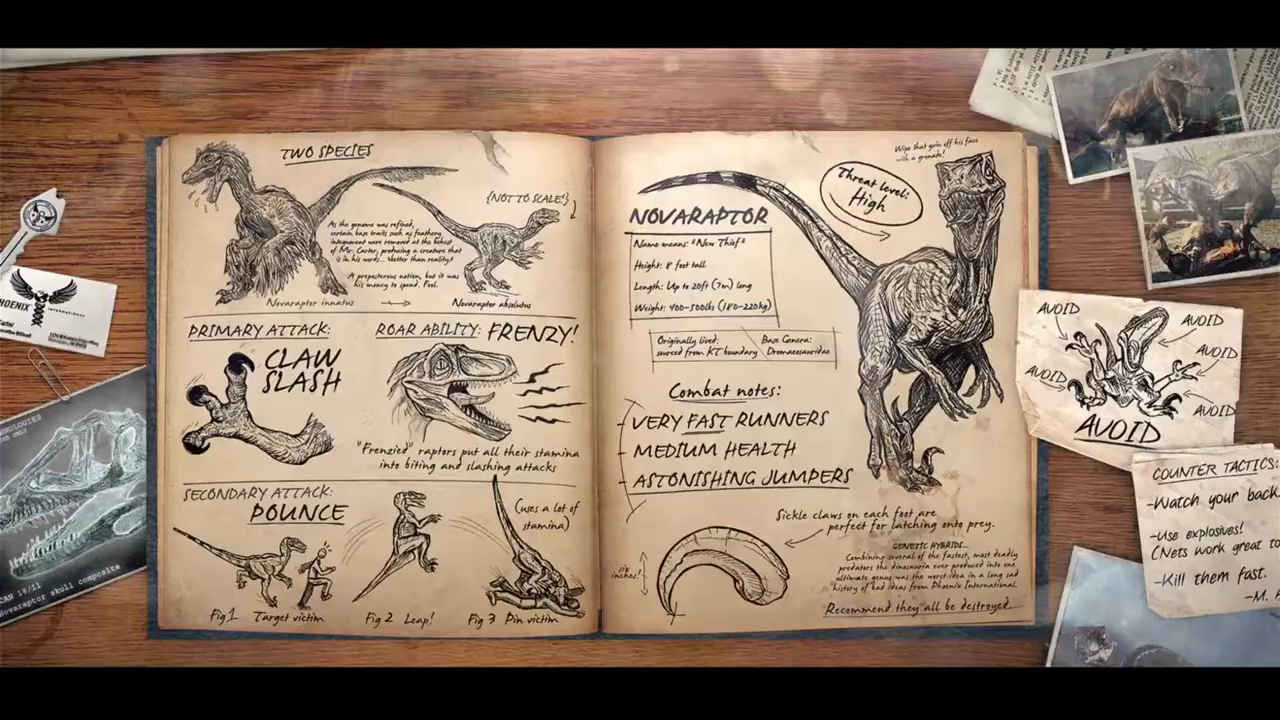 TWO SPECIES
{NOT TO SCALE!}
As the genome was refined,
certain base traits such as feathery
integument were removed at the behest
of Mr. Carter, producing a creature that
is in his words... "better than reality."
A preposterous notion, but it was
his money to spend. Fool.
Novaraptor innatus
Novaraptor absolutus
PRIMARY ATTACK:
CLAW
SLASH
ROAR ABILITY: FRENZY!
"Frenzied" raptors put all their stamina
into biting and slashing attacks
SECONDARY ATTACK:
POUNCE
(uses a lot of
stamina)
Fig 1 Target victim
Fig 2 Leap!
Fig 3 Pin victim
Wipe that grin off his face
with a grenade!
Threat level:
High
NOVARAPTOR
Name means: "New Thief"
Height: 8 foot tall
Length: Up to 20ft (7m) long
Weight: 400-500lbs (180-220kg)
Originally lived:
sourced from KT boundary
Base Genera:
Dromaeosauridae
Combat notes:
- VERY FAST RUNNERS
- MEDIUM HEALTH
- ASTONISHING JUMPERS
Sickle claws on each foot are
perfect for latching onto prey.
six
inches!
GENETIC HYBRIDS...
Combining several of the fastest, most deadly
predators the dinosauria ever produced into one
ultimate genus was the worst idea in a long sad
history of bad ideas from Phoenix International.
Recommend they all be destroyed.
AVOID
AVOID
AVOID
AVOID
AVOID
AVOID
COUNTER TACTICS:
-Watch your back
-Use explosives!
(Nets work great to
-Kill them fast.
-M. H
HOENIX
INTERNATIONAL
Carter
HNOLOGIES
USE ONLY
CAN 18/11
Novaraptor skull composite